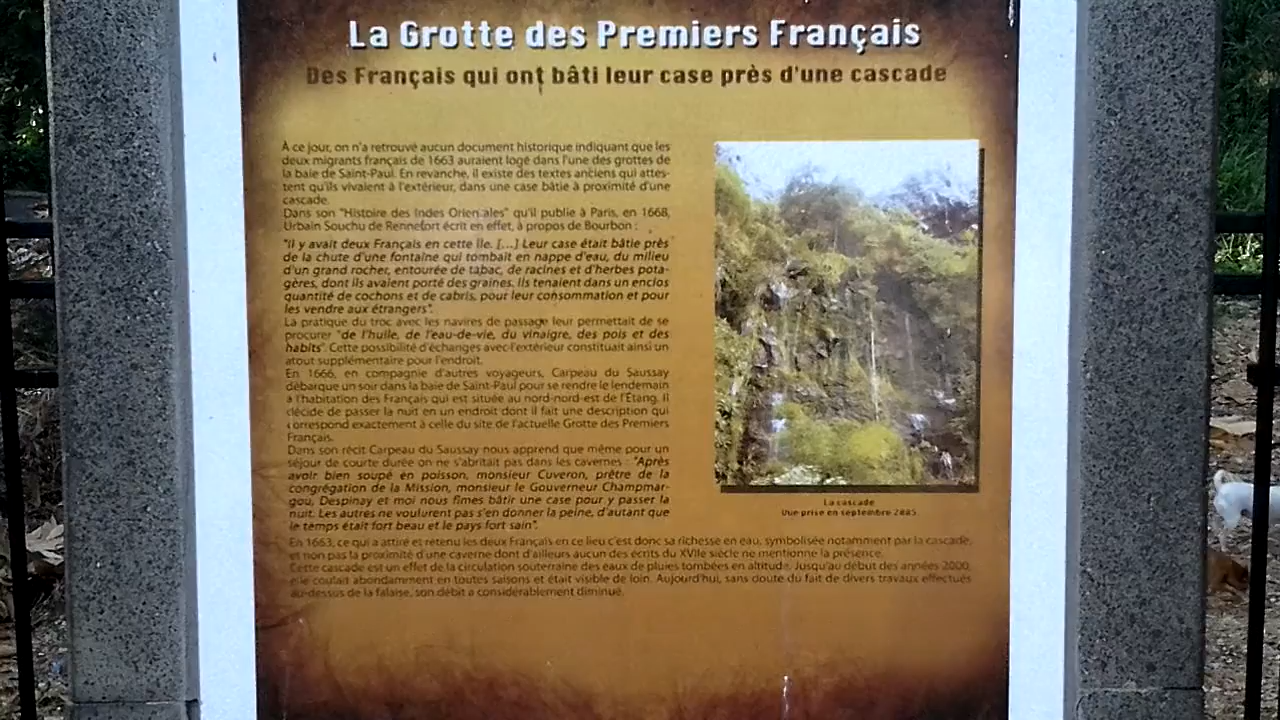 La Grotte des Premiers Français
Des Français qui ont bâti leur case près d'une cascade
À ce jour, on n'a retrouvé aucun document historique indiquant que les
deux migrants français de 1663 auraient logé dans l'une des grottes de
la baie de Saint-Paul. En revanche, il existe des textes anciens qui attes-
tent qu'ils vivaient à l'extérieur, dans une case bâtie à proximité d'une
cascade.
Dans son "Histoire des Indes Orientales" qu'il publie à Paris, en 1668,
Urbain Souchu de Rennefort écrit en effet, à propos de Bourbon :
"Il y avait deux Français en cette île. [...] Leur case était bâtie près
de la chute d'une fontaine qui tombait en nappe d'eau, du milieu
d'un grand rocher, entourée de tabac, de racines et d'herbes pota-
gères, dont ils avaient porté des graines. Ils tenaient dans un enclos
quantité de cochons et de cabris, pour leur consommation et pour
les vendre aux étrangers".
La pratique du troc avec les navires de passage leur permettait de se
procurer "de l'huile, de l'eau-de-vie, du vinaigre, des pois et des
habits". Cette possibilité d'échanges avec l'extérieur constituait ainsi un
atout supplémentaire pour l'endroit.
En 1666, en compagnie d'autres voyageurs, Carpeau du Saussay
débarque un soir dans la baie de Saint-Paul pour se rendre le lendemain
à l'habitation des Français qui est située au nord-nord-est de l'Étang. Il
décide de passer la nuit en un endroit dont il fait une description qui
correspond exactement à celle du site de l'actuelle Grotte des Premiers
Français.
Dans son récit Carpeau du Saussay nous apprend que même pour un
séjour de courte durée on ne s'abritait pas dans les cavernes : "Après
avoir bien soupé en poisson, monsieur Cuveron, prêtre de la
congrégation de la Mission, monsieur le Gouverneur Champmar-
gou, Despinay et moi nous fîmes bâtir une case pour y passer la
nuit. Les autres ne voulurent pas s'en donner la peine, d'autant que
le temps était fort beau et le pays fort sain".
En 1663, ce qui a attiré et retenu les deux Français en ce lieu c'est donc sa richesse en eau, symbolisée notamment par la cascade,
et non pas la proximité d'une caverne dont d'ailleurs aucun des écrits du XVIIe siècle ne mentionne la présence.
Cette cascade est un effet de la circulation souterraine des eaux de pluies tombées en altitude. Jusqu'au début des années 2000,
elle coulait abondamment en toutes saisons et était visible de loin. Aujourd'hui, sans doute du fait de divers travaux effectués
au-dessus de la falaise, son débit a considérablement diminué.
La cascade
Vue prise en septembre 2005